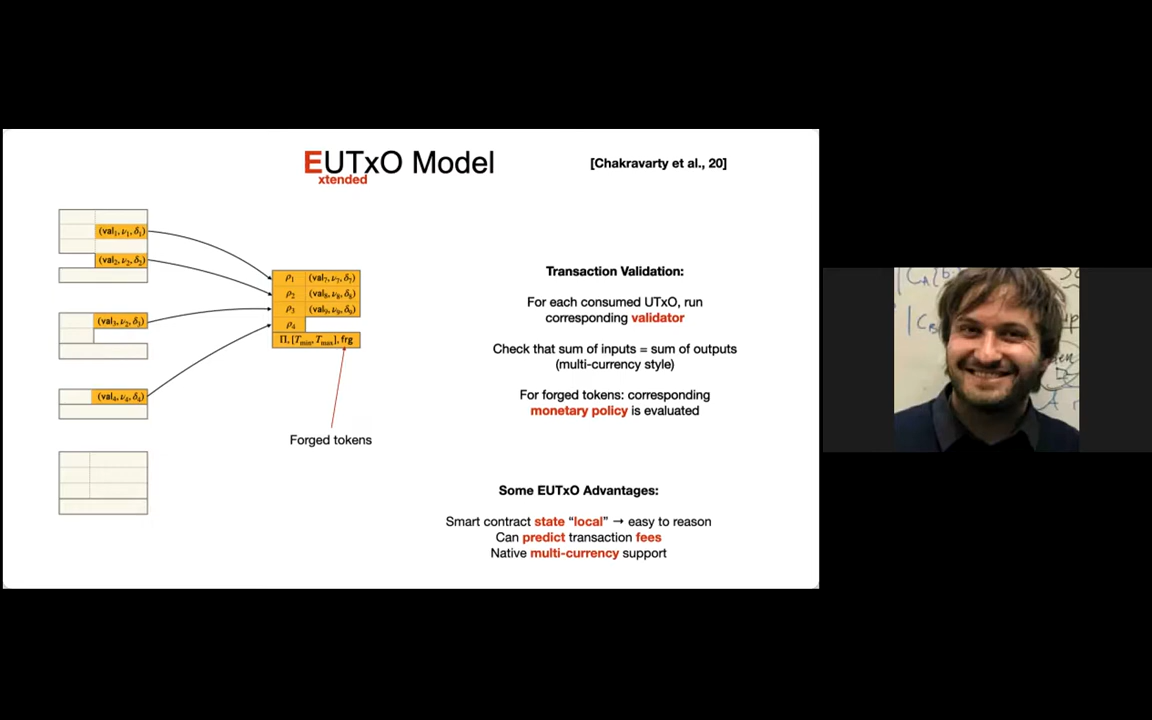 EUTxO Model
xtended
[Chakravarty et al., 20]
(val₁, ν₁, δ₁)
(val₂, ν₂, δ₂)
(val₃, ν₂, δ₃)
(val₄, ν₄, δ₄)
ρ₁ (val₇, ν₇, δ₇)
ρ₂ (val₈, ν₈, δ₈)
ρ₃ (val₉, ν₉, δ₉)
ρ₄
Π, [Tmin, Tmax], frg
Forged tokens
Transaction Validation:
For each consumed UTxO, run
corresponding validator
Check that sum of inputs = sum of outputs
(multi-currency style)
For forged tokens: corresponding
monetary policy is evaluated
Some EUTxO Advantages:
Smart contract state “local” → easy to reason
Can predict transaction fees
Native multi-currency support